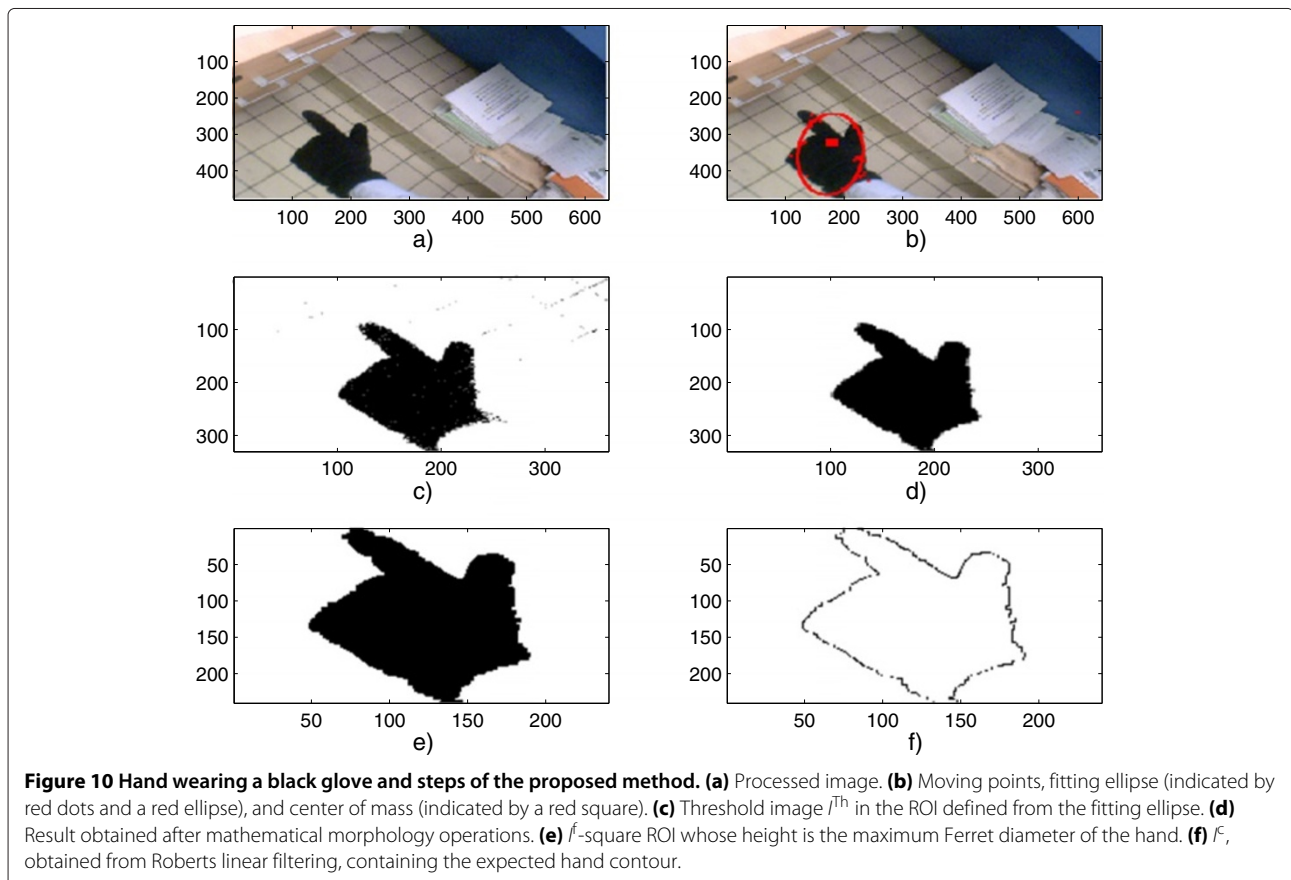 100
200
300
400
100 200 300 400 500 600
a)
100
200
300
400
100 200 300 400 500 600
b)
100
200
300
100 200 300
c)
100
200
300
100 200 300
d)
50
100
150
200
50 100 150 200
e)
50
100
150
200
50 100 150 200
f)
Figure 10 Hand wearing a black glove and steps of the proposed method. (a) Processed image. (b) Moving points, fitting ellipse (indicated by
red dots and a red ellipse), and center of mass (indicated by a red square). (c) Threshold image I^Th in the ROI defined from the fitting ellipse. (d)
Result obtained after mathematical morphology operations. (e) I^f-square ROI whose height is the maximum Ferret diameter of the hand. (f) I^c,
obtained from Roberts linear filtering, containing the expected hand contour.